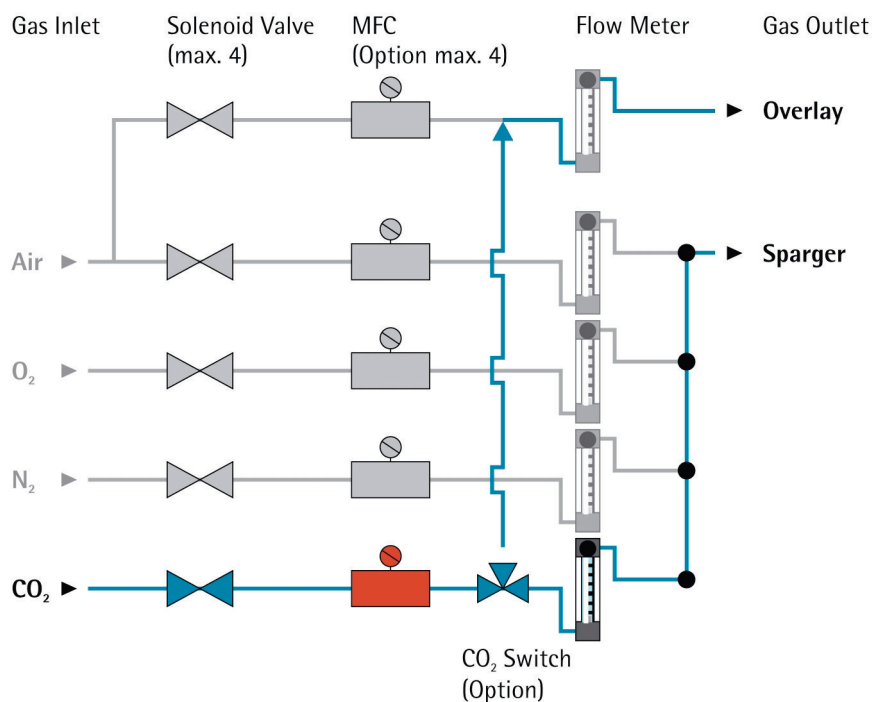 Gas Inlet
Solenoid Valve
(max. 4)
MFC
(Option max. 4)
Flow Meter
Gas Outlet
Overlay
Air
Sparger
O₂
N₂
CO₂
CO₂ Switch
(Option)